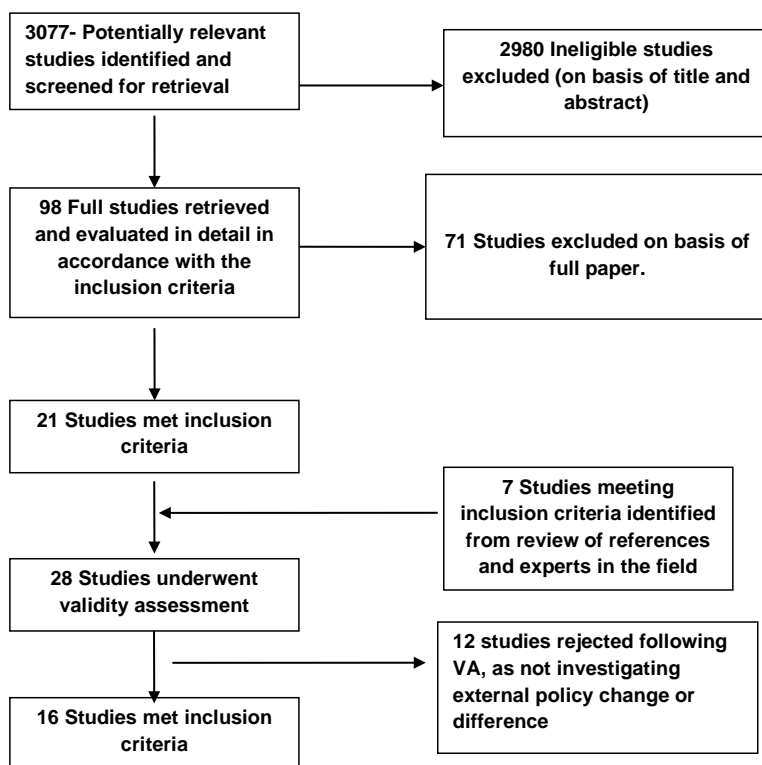 3077- Potentially relevant
studies identified and
screened for retrieval
2980 Ineligible studies
excluded (on basis of title and
abstract)
98 Full studies retrieved
and evaluated in detail in
accordance with the
inclusion criteria
71 Studies excluded on basis of
full paper.
21 Studies met inclusion
criteria
7 Studies meeting
inclusion criteria identified
from review of references
and experts in the field
28 Studies underwent
validity assessment
12 studies rejected following
VA, as not investigating
external policy change or
difference
16 Studies met inclusion
criteria